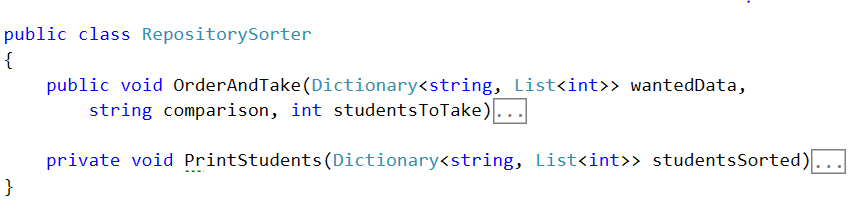 public class RepositorySorter
{
public void OrderAndTake(Dictionary<string, List<int>> wantedData,
string comparison, int studentsToTake)...
private void PrintStudents(Dictionary<string, List<int>> studentsSorted)...
}